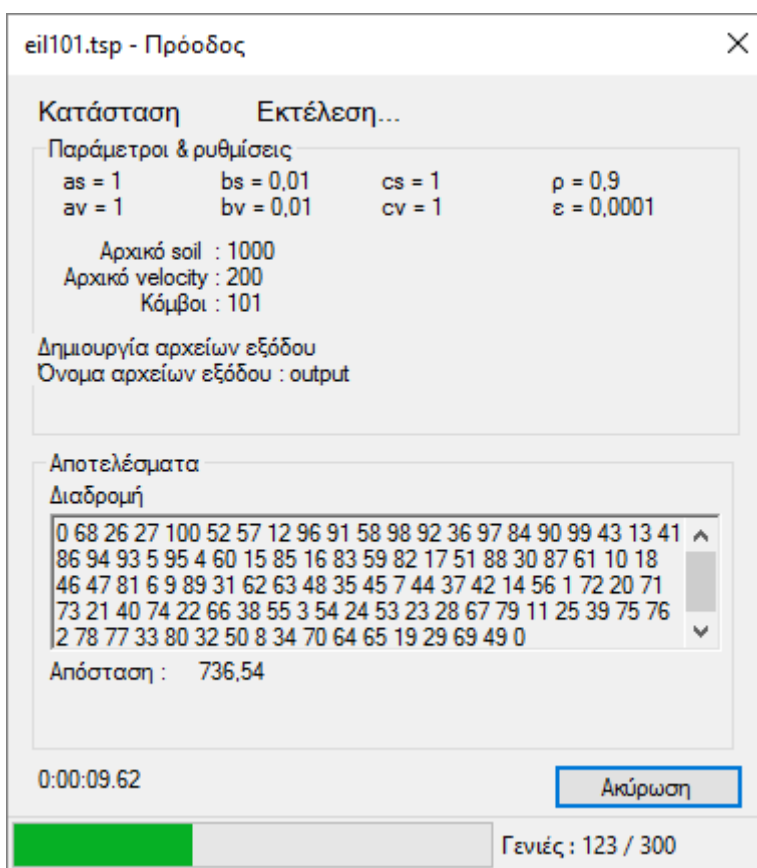 eil101.tsp - Πρόοδος
Κατάσταση Εκτέλεση...
Παράμετροι & ρυθμίσεις
as = 1 bs = 0,01 cs = 1 ρ = 0,9
av = 1 bv = 0,01 cv = 1 ε = 0,0001
Αρχικό soil : 1000
Αρχικό velocity : 200
Κόμβοι : 101
Δημιουργία αρχείων εξόδου
Όνομα αρχείων εξόδου : output
Αποτελέσματα
Διαδρομή
0 68 26 27 100 52 57 12 96 91 58 98 92 36 97 84 90 99 43 13 41
86 94 93 5 95 4 60 15 85 16 83 59 82 17 51 88 30 87 61 10 18
46 47 81 6 9 89 31 62 63 48 35 45 7 44 37 42 14 56 1 72 20 71
73 21 40 74 22 66 38 55 3 54 24 53 23 28 67 79 11 25 39 75 76
2 78 77 33 80 32 50 8 34 70 64 65 19 29 69 49 0
Απόσταση : 736,54
0:00:09.62
Ακύρωση
Γενιές : 123 / 300